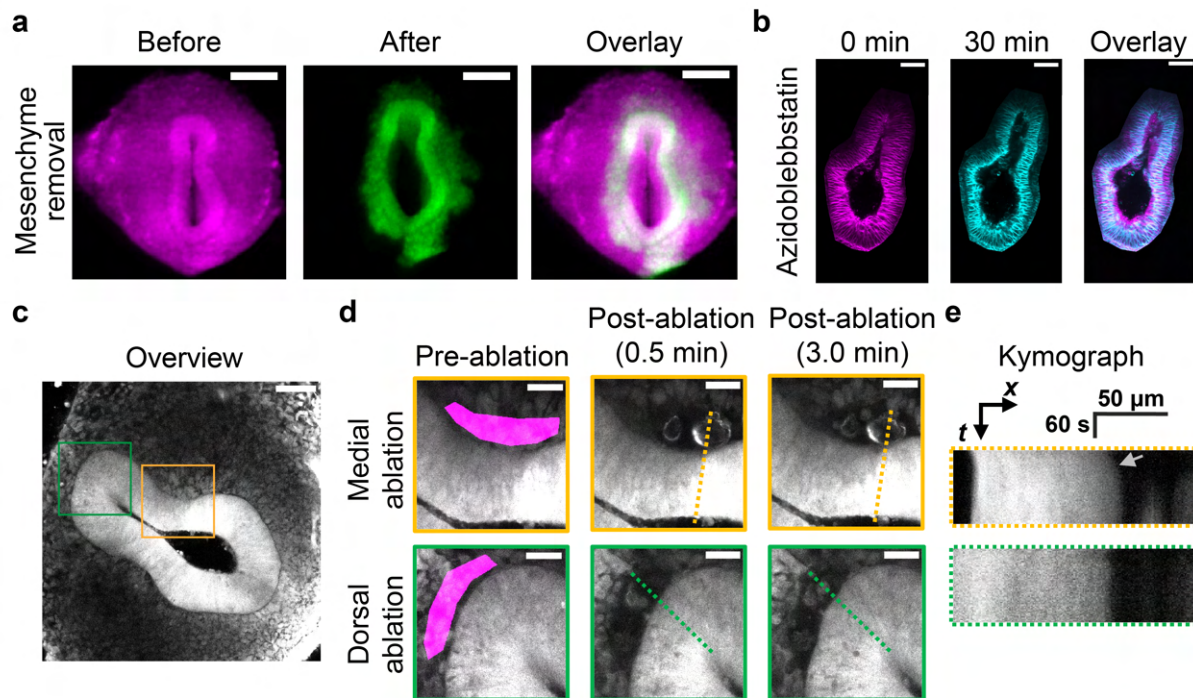 a
Before
After
Overlay
Mesenchyme
removal
b
0 min
30 min
Overlay
Azidoblebbstatin
c
Overview
d
Pre-ablation
Post-ablation
(0.5 min)
Post-ablation
(3.0 min)
Medial
ablation
Dorsal
ablation
e
Kymograph
x
t
50 μm
60 s